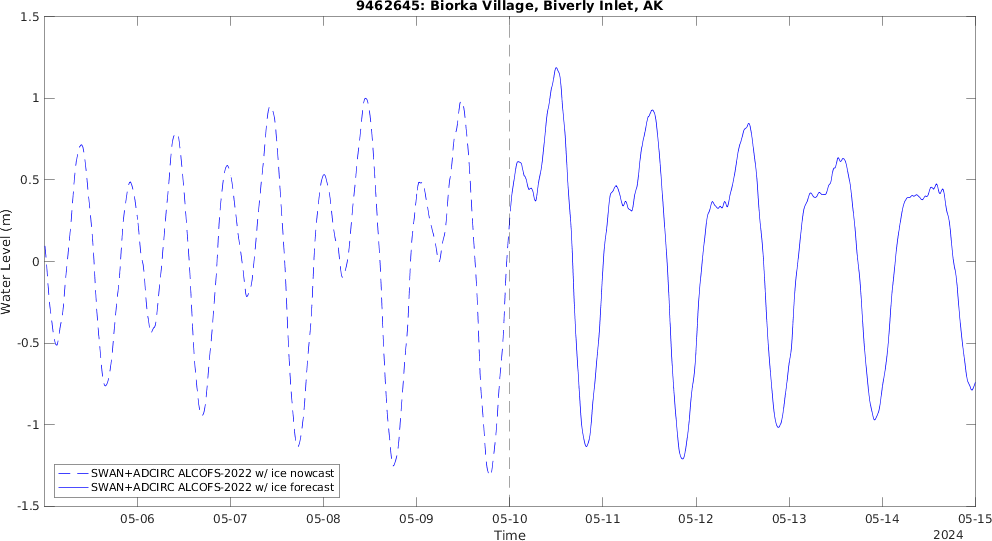 9462645: Biorka Village, Biverly Inlet, AK
1.5
1
0.5
0
-0.5
-1
-1.5
Water Level (m)
SWAN+ADCIRC ALCOFS-2022 w/ ice nowcast
SWAN+ADCIRC ALCOFS-2022 w/ ice forecast
05-06 05-07 05-08 05-09 05-10 05-11 05-12 05-13 05-14 05-15
Time
2024